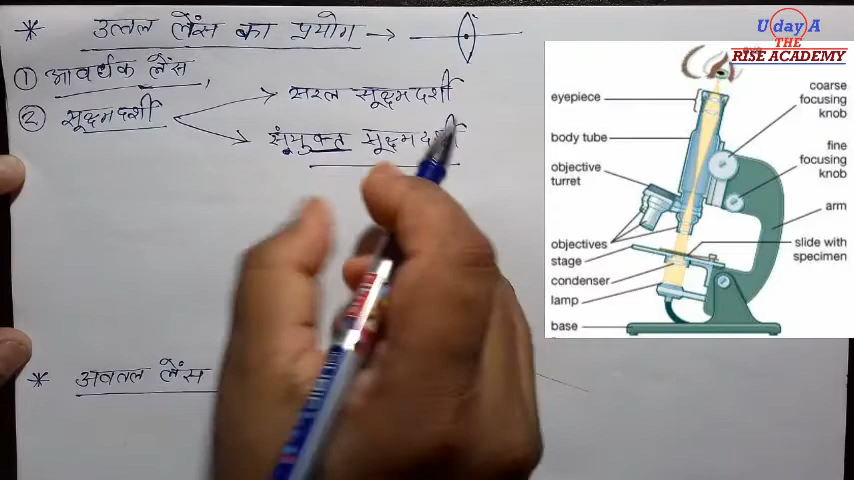 * उत्तल लेंस का प्रयोग →
① आवर्धक लेंस,
② सूक्ष्मदर्शी
सरल सूक्ष्मदर्शी
संयुक्त सूक्ष्मदर्शी
* अवतल लेंस
U day A
THE
RISE ACADEMY
eyepiece
body tube
objective
turret
objectives
stage
condenser
lamp
base
coarse
focusing
knob
fine
focusing
knob
arm
slide with
specimen